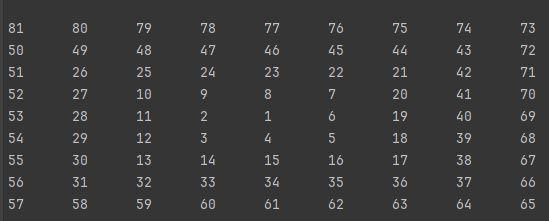 81 80 79 78 77 76 75 74 73
50 49 48 47 46 45 44 43 72
51 26 25 24 23 22 21 42 71
52 27 10 9 8 7 20 41 70
53 28 11 2 1 6 19 40 69
54 29 12 3 4 5 18 39 68
55 30 13 14 15 16 17 38 67
56 31 32 33 34 35 36 37 66
57 58 59 60 61 62 63 64 65